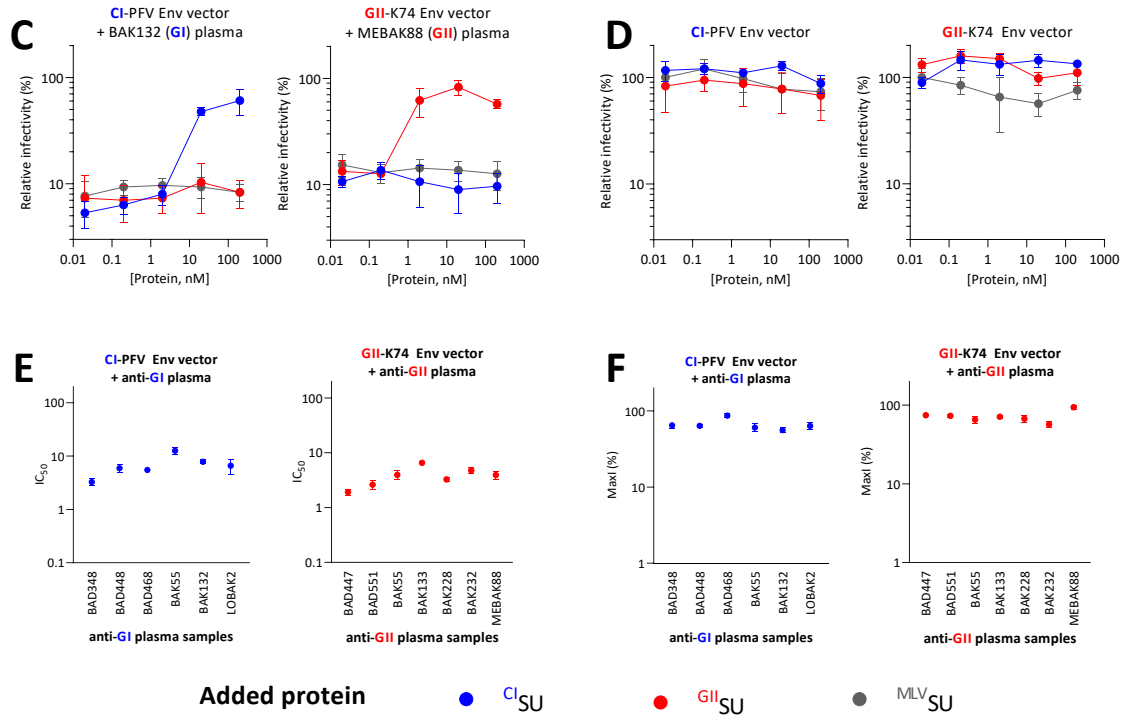 C
CI-PFV Env vector
+ BAK132 (GI) plasma
Relative infectivity (%)
100
10
0.01 0.1 1 10 100 1000
[Protein, nM]
GII-K74 Env vector
+ MEBAK88 (GII) plasma
Relative infectivity (%)
100
10
0.01 0.1 1 10 100 1000
[Protein, nM]
D
CI-PFV Env vector
Relative infectivity (%)
100
10
0.01 0.1 1 10 100 1000
[Protein, nM]
GII-K74 Env vector
Relative infectivity (%)
100
10
0.01 0.1 1 10 100 1000
[Protein, nM]
E
CI-PFV Env vector
+ anti-GI plasma
IC50
100
10
1
0.1
BAD348
BAD448
BAD468
BAK55
BAK132
LOBAK2
anti-GI plasma samples
GII-K74 Env vector
+ anti-GII plasma
IC50
100
10
1
0.1
BAD447
BAD551
BAK55
BAK133
BAK228
BAK232
MEBAK88
anti-GII plasma samples
F
CI-PFV Env vector
+ anti-GI plasma
MaxI (%)
100
10
1
BAD348
BAD448
BAD468
BAK55
BAK132
LOBAK2
anti-GI plasma samples
GII-K74 Env vector
+ anti-GII plasma
MaxI (%)
100
10
1
BAD447
BAD551
BAK55
BAK133
BAK228
BAK232
MEBAK88
anti-GII plasma samples
Added protein CI SU GII SU MLV SU